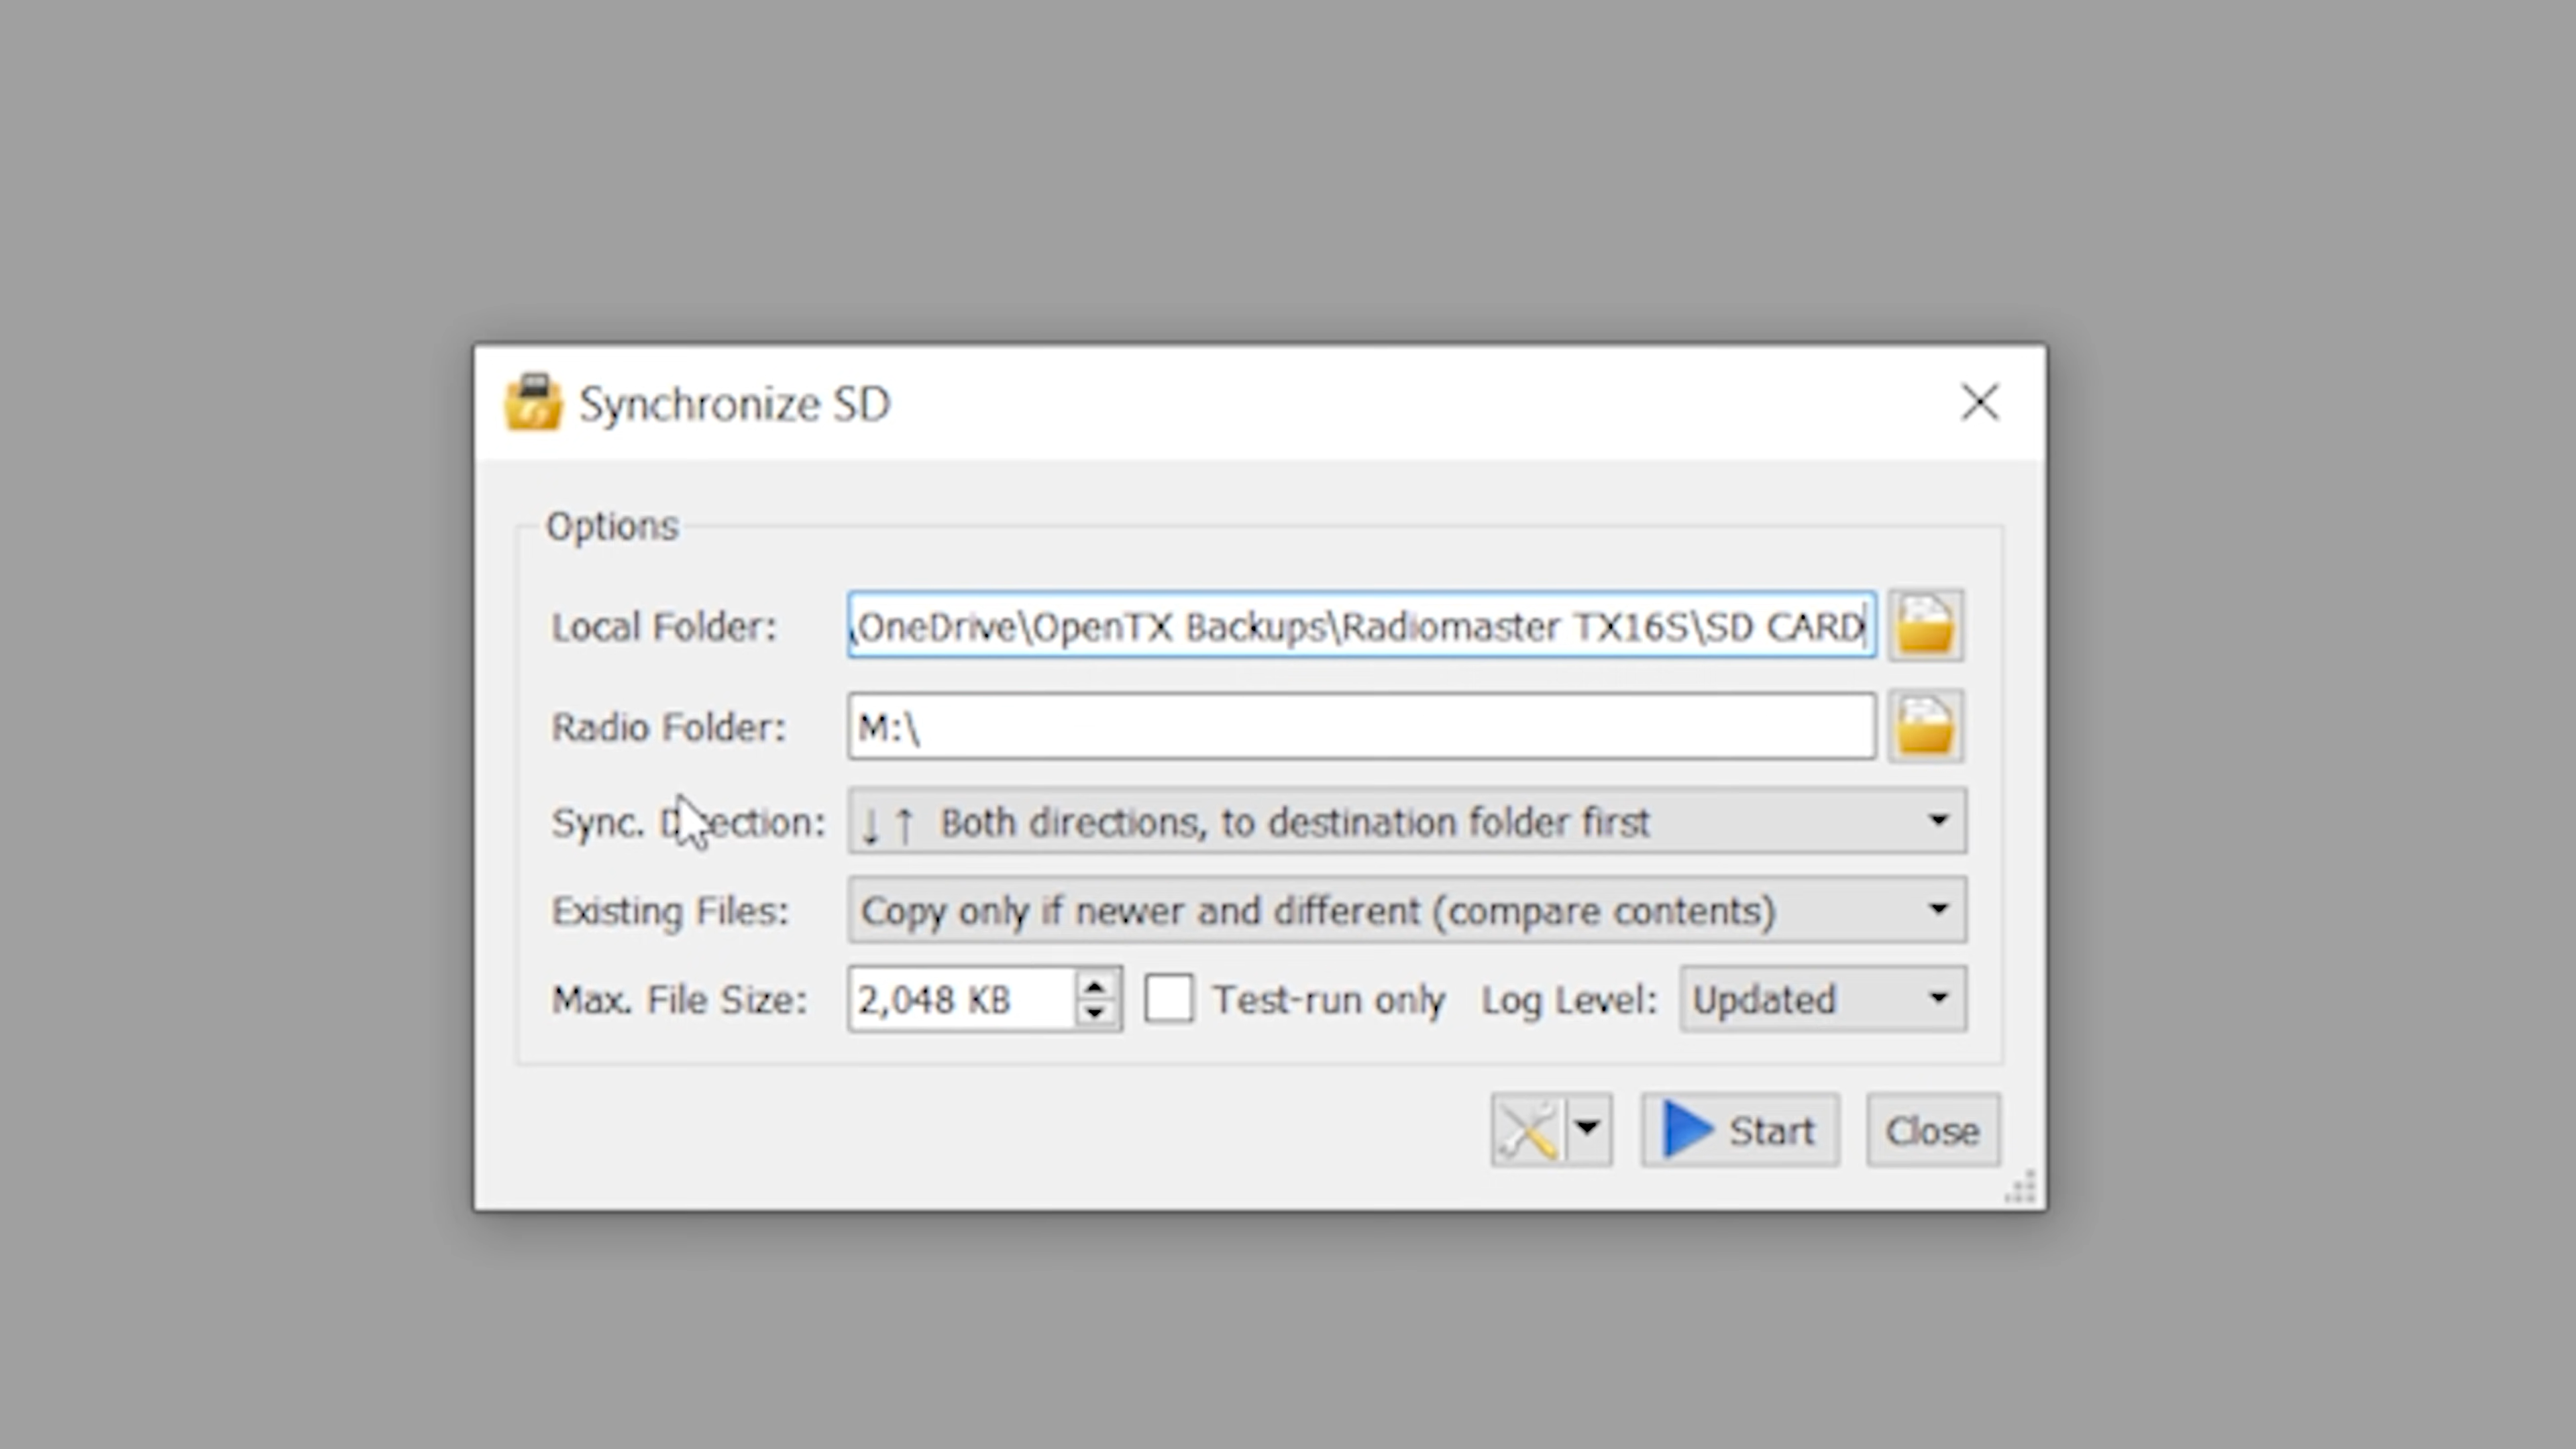 Synchronize SD
Options
Local Folder: \OneDrive\OpenTX Backups\Radiomaster TX16S\SD CARD
Radio Folder: M:\
Sync. Direction: ↓↑ Both directions, to destination folder first
Existing Files: Copy only if newer and different (compare contents)
Max. File Size: 2,048 KB Test-run only Log Level: Updated
Start Close